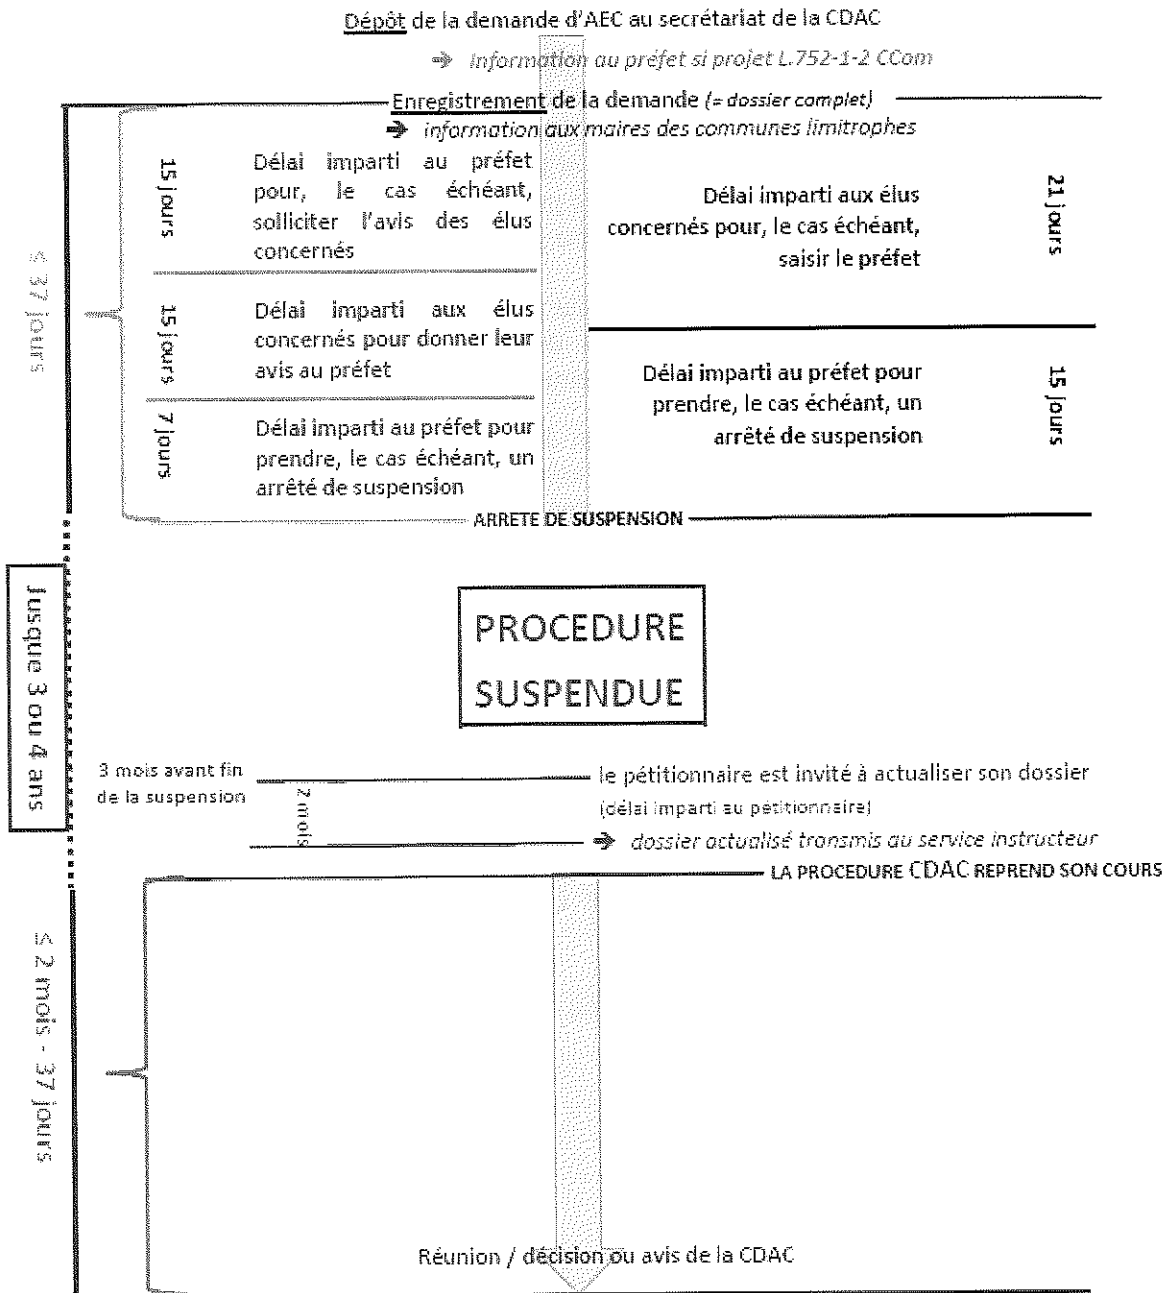 Dépôt de la demande d'AEC au secrétariat de la CDAC
➔ Information au préfet si projet L.752-1-2 CCom
Enregistrement de la demande (= dossier complet)
➔ information aux maires des communes limitrophes
≤ 37 jours
15 jours
Délai imparti au préfet
pour, le cas échéant,
solliciter l'avis des élus
concernés
Délai imparti aux élus
concernés pour, le cas échéant,
saisir le préfet
21 jours
15 jours
Délai imparti aux élus
concernés pour donner leur
avis au préfet
7 jours
Délai imparti au préfet pour
prendre, le cas échéant, un
arrêté de suspension
Délai imparti au préfet pour
prendre, le cas échéant, un
arrêté de suspension
15 jours
ARRETE DE SUSPENSION
Jusque 3 ou 4 ans
PROCEDURE
SUSPENDUE
3 mois avant fin
de la suspension
2 mois
le pétitionnaire est invité à actualiser son dossier
(délai imparti au pétitionnaire)
➔ dossier actualisé transmis au service instructeur
LA PROCEDURE CDAC REPREND SON COURS
≤ 2 mois - 37 jours
Réunion / décision ou avis de la CDAC